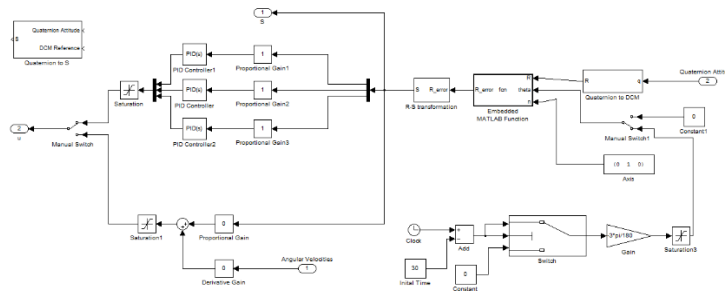 1
S
Quaternion Attitude
S
DCM Reference
Quaternion to S
PID(s)
PID Controller1
1
Proportional Gain1
PID(s)
PID Controller
1
Proportional Gain2
PID(s)
PID Controller2
1
Proportional Gain3
Saturation
2
u
Manual Switch
S R_error
R-S transformation
R
R_error fcn theta
n
Embedded
MATLAB Function
R q
Quaternion to DCM
Quaternion Attit
2
0
Constant1
Manual Switch1
(0 1 0)
Axis
Saturation1
0
Proportional Gain
0
Derivative Gain
Angular Velocities
1
Clock
Add
30
Inital Time
0
Constant
Switch
-3*pi/180
Gain
Saturation3